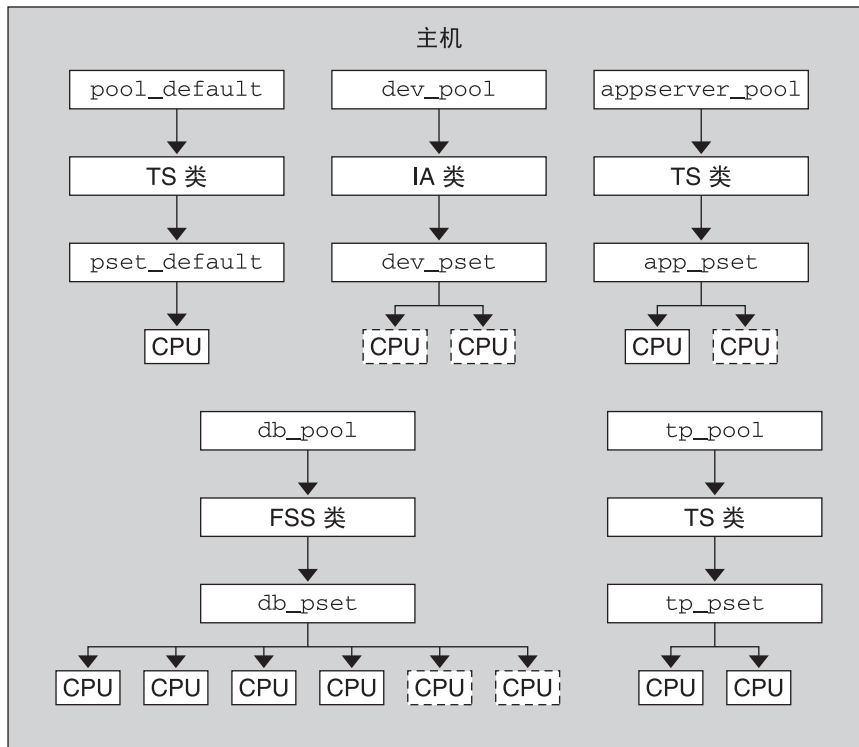 主机
pool_default dev_pool appserver_pool
TS 类 IA 类 TS 类
pset_default dev_pset app_pset
CPU CPU CPU CPU CPU
db_pool tp_pool
FSS 类 TS 类
db_pset tp_pset
CPU CPU CPU CPU CPU CPU CPU CPU